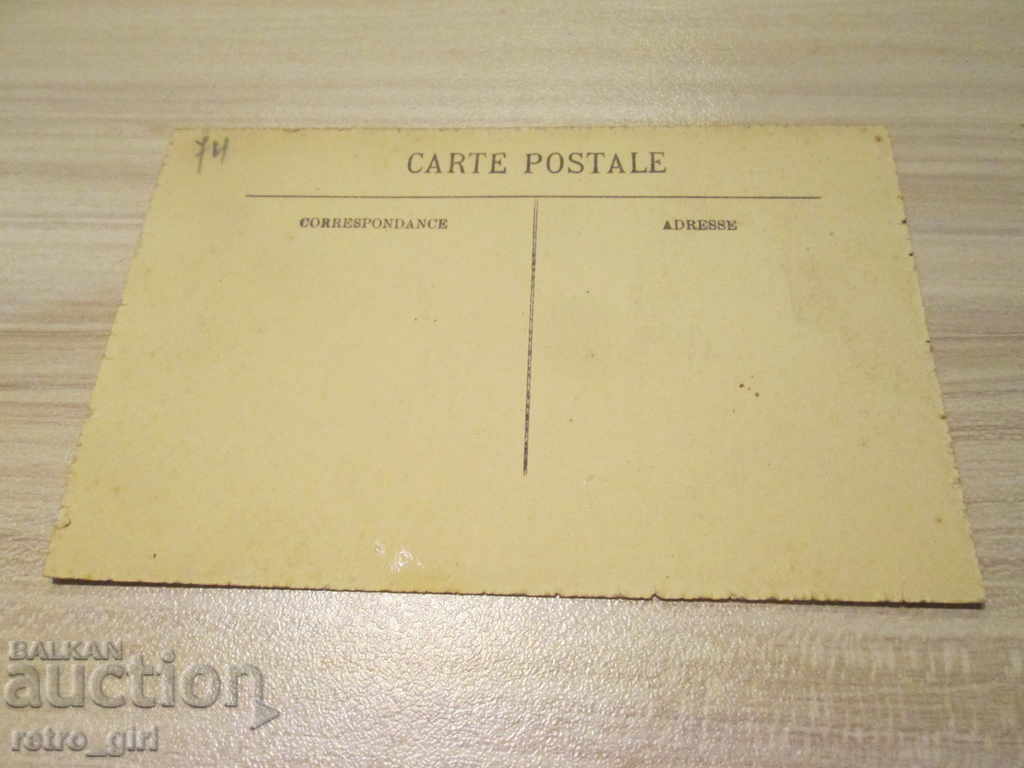 74
CARTE POSTALE
CORRESPONDANCE
ADRESSE
BALKAN
auction
retro_girl